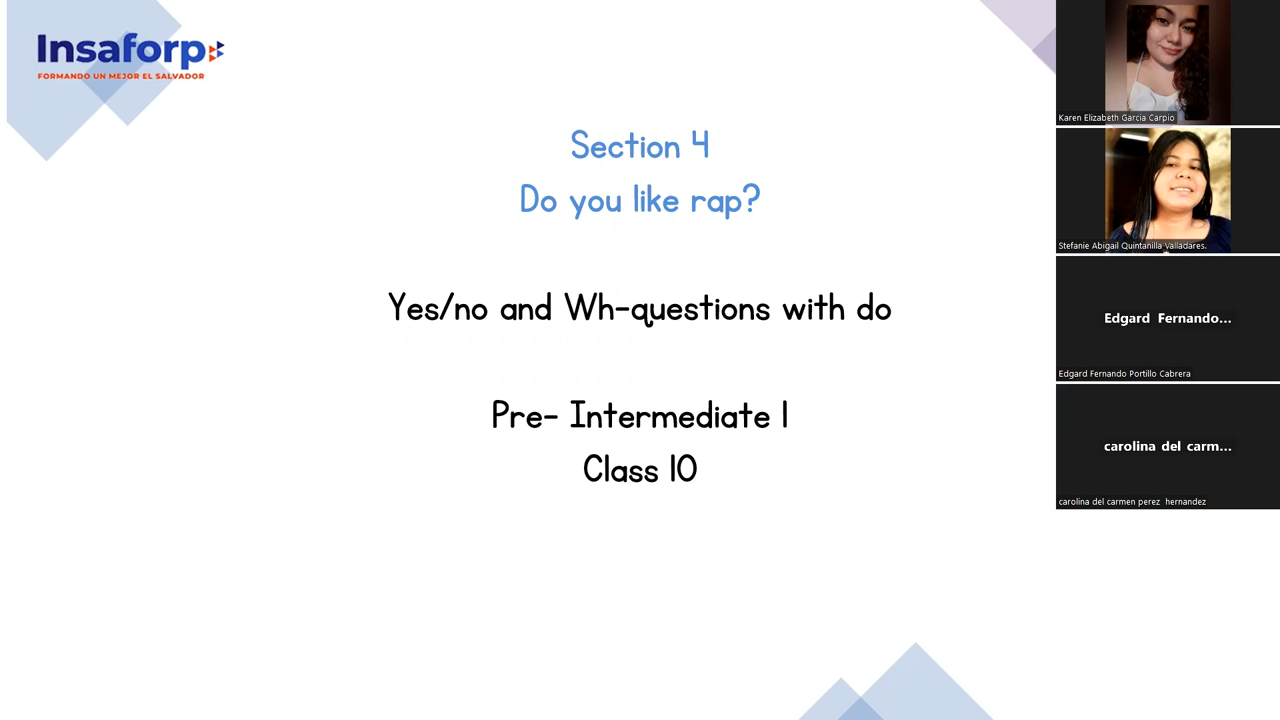 Insaforp
FORMANDO UN MEJOR EL SALVADOR
Section 4
Do you like rap?
Yes/no and Wh-questions with do
Pre- Intermediate 1
Class 10
Karen Elizabeth Garcia Carpio
Stefanie Abigail Quintanilla Valladares.
Edgard Fernando...
Edgard Fernando Portillo Cabrera
carolina del carm...
carolina del carmen perez hernandez